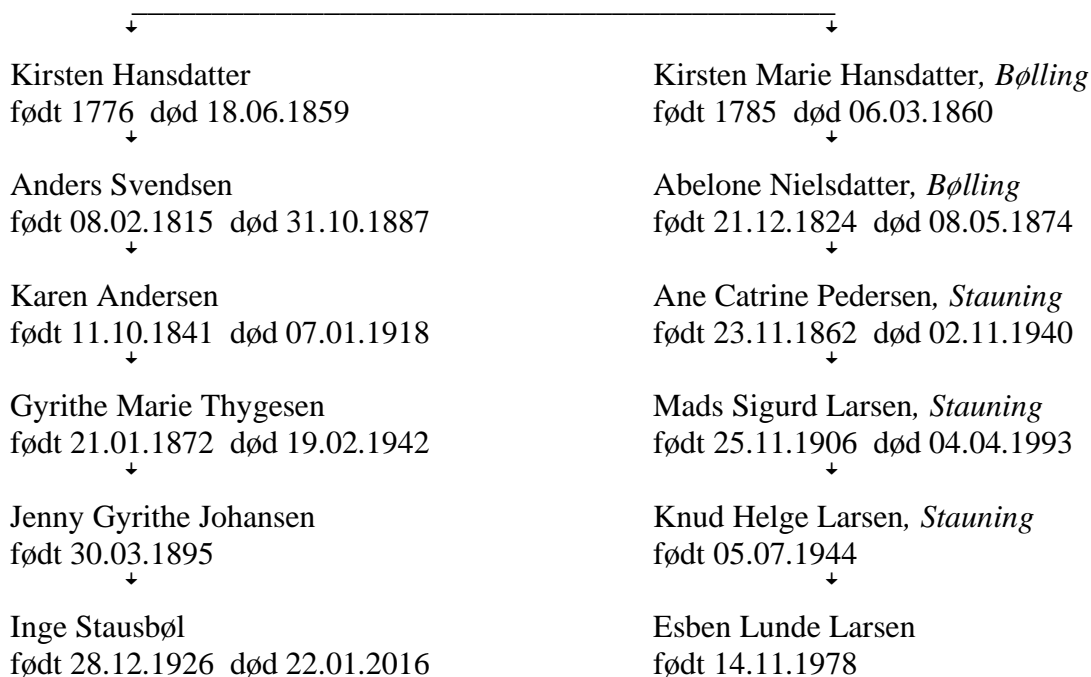 Kirsten Hansdatter
født 1776 død 18.06.1859
Anders Svendsen
født 08.02.1815 død 31.10.1887
Karen Andersen
født 11.10.1841 død 07.01.1918
Gyrithe Marie Thygesen
født 21.01.1872 død 19.02.1942
Jenny Gyrithe Johansen
født 30.03.1895
Inge Stausbøl
født 28.12.1926 død 22.01.2016
Kirsten Marie Hansdatter, Bølling
født 1785 død 06.03.1860
Abelone Nielsdatter, Bølling
født 21.12.1824 død 08.05.1874
Ane Catrine Pedersen, Stauning
født 23.11.1862 død 02.11.1940
Mads Sigurd Larsen, Stauning
født 25.11.1906 død 04.04.1993
Knud Helge Larsen, Stauning
født 05.07.1944
Esben Lunde Larsen
født 14.11.1978